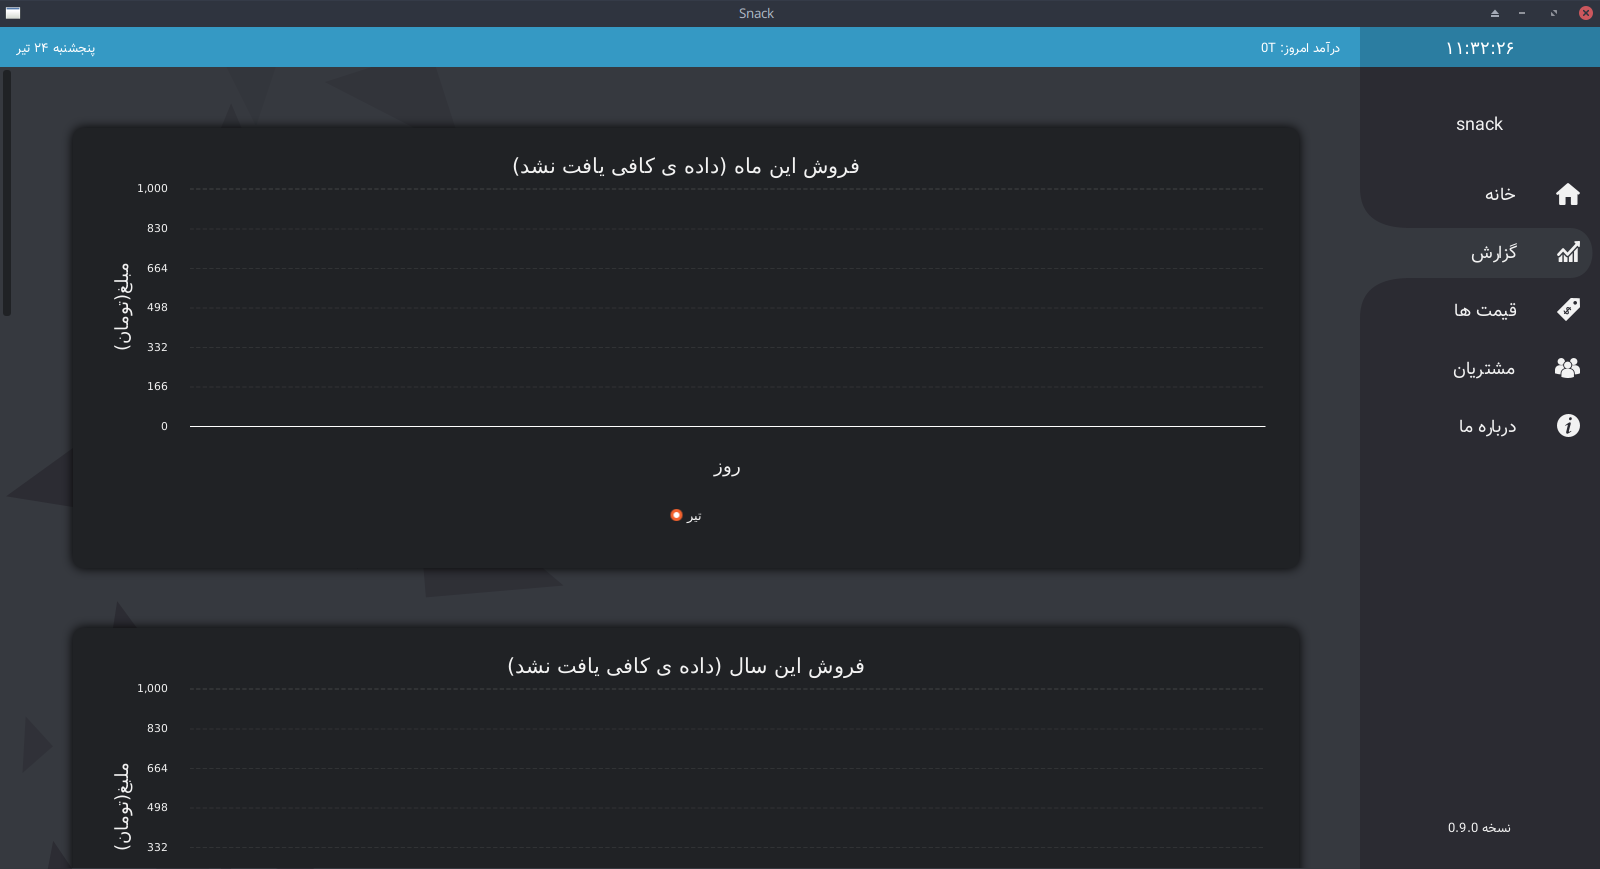 Snack
۱۱:۳۲:۲۶
درآمد امروز: 0T
پنجشنبه ۲۴ تیر
snack
خانه
گزارش
قیمت ها
مشتریان
درباره ما
نسخه 0.9.0
فروش این ماه (داده ی کافی یافت نشد)
1,000
830
664
498
332
166
0
مبلغ(تومان)
روز
تیر
فروش این سال (داده ی کافی یافت نشد)
1,000
830
664
498
332
ملبغ(تومان)